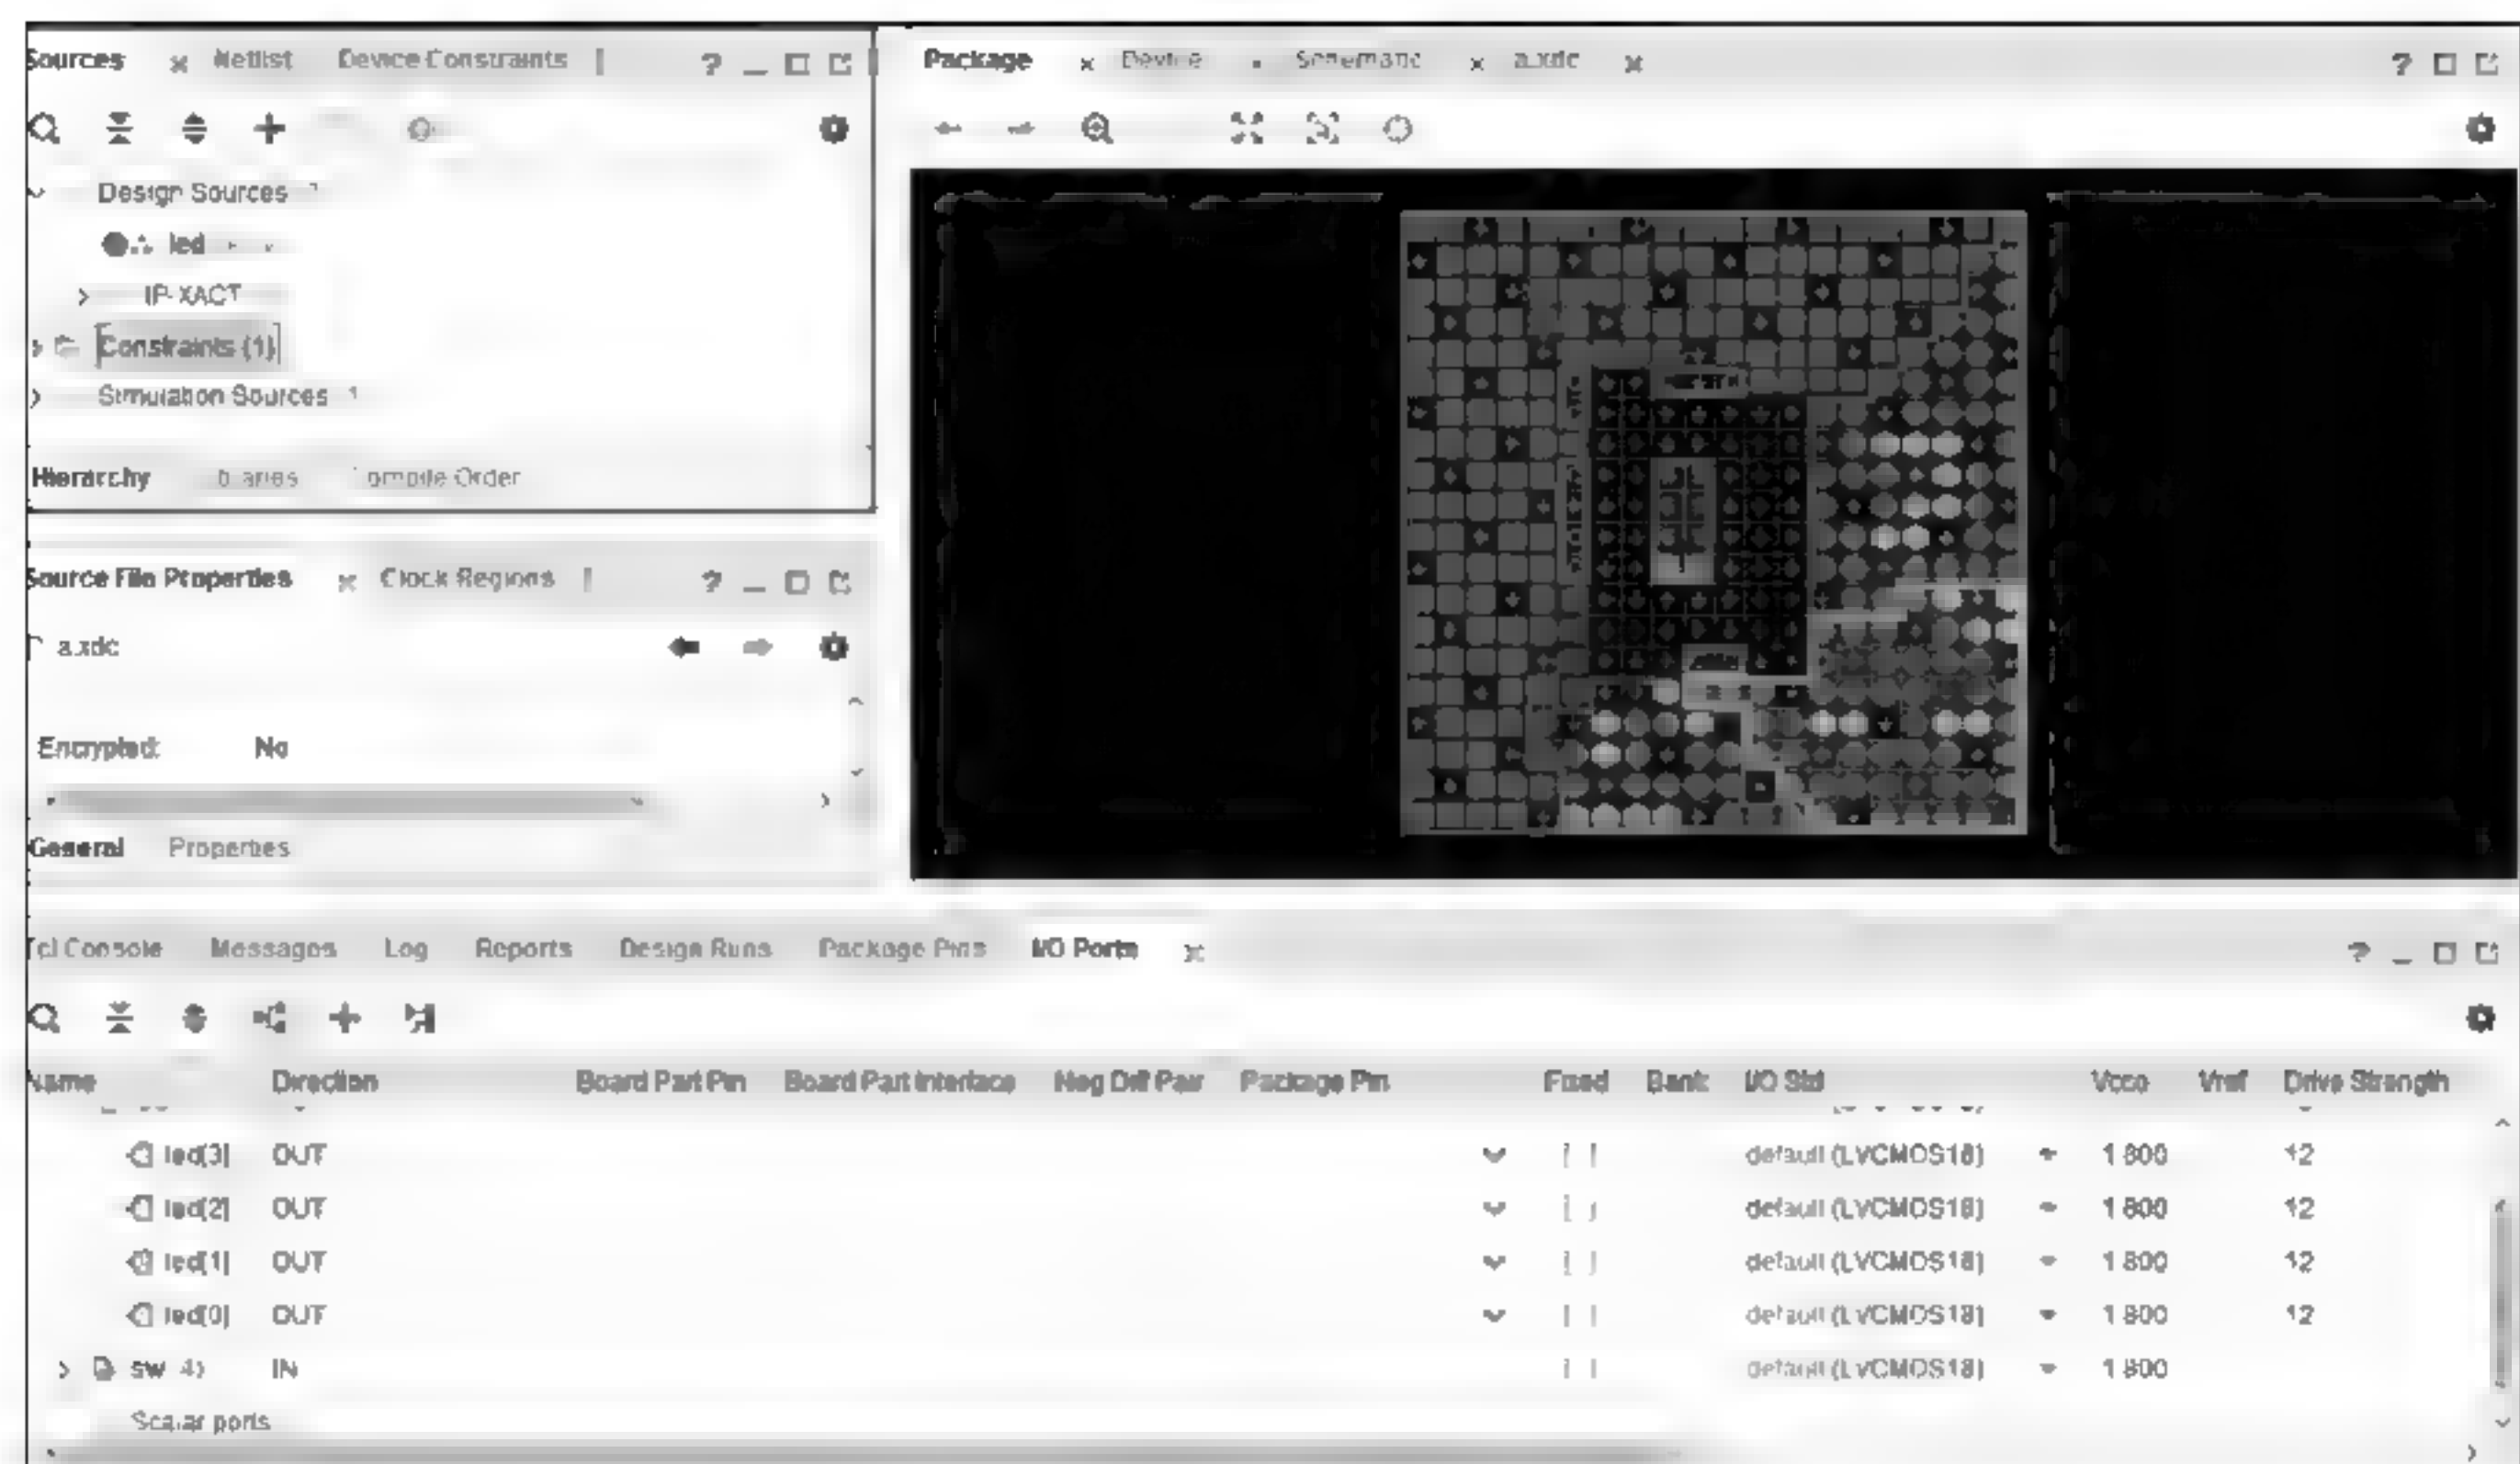 Sources Netlist Device Constraints
Design Sources
led
IP-XACT
Constraints (1)
Simulation Sources
Hierarchy Compile Order
Source File Properties Clock Regions
a.xdc
Encrypted: No
General Properties
Package Device Schematic a.xdc
Tcl Console Messages Log Reports Design Runs Package Pins I/O Ports
Name Direction Board Part Pin Board Part Interface Neg Diff Pair Package Pin Fixed Bank I/O Std Vcco Vref Drive Strength
led[3] OUT default (LVCMOS18) 1.800 12
led[2] OUT default (LVCMOS18) 1.800 12
led[1] OUT default (LVCMOS18) 1.800 12
led[0] OUT default (LVCMOS18) 1.800 12
sw IN default (LVCMOS18) 1.800
Scalar ports